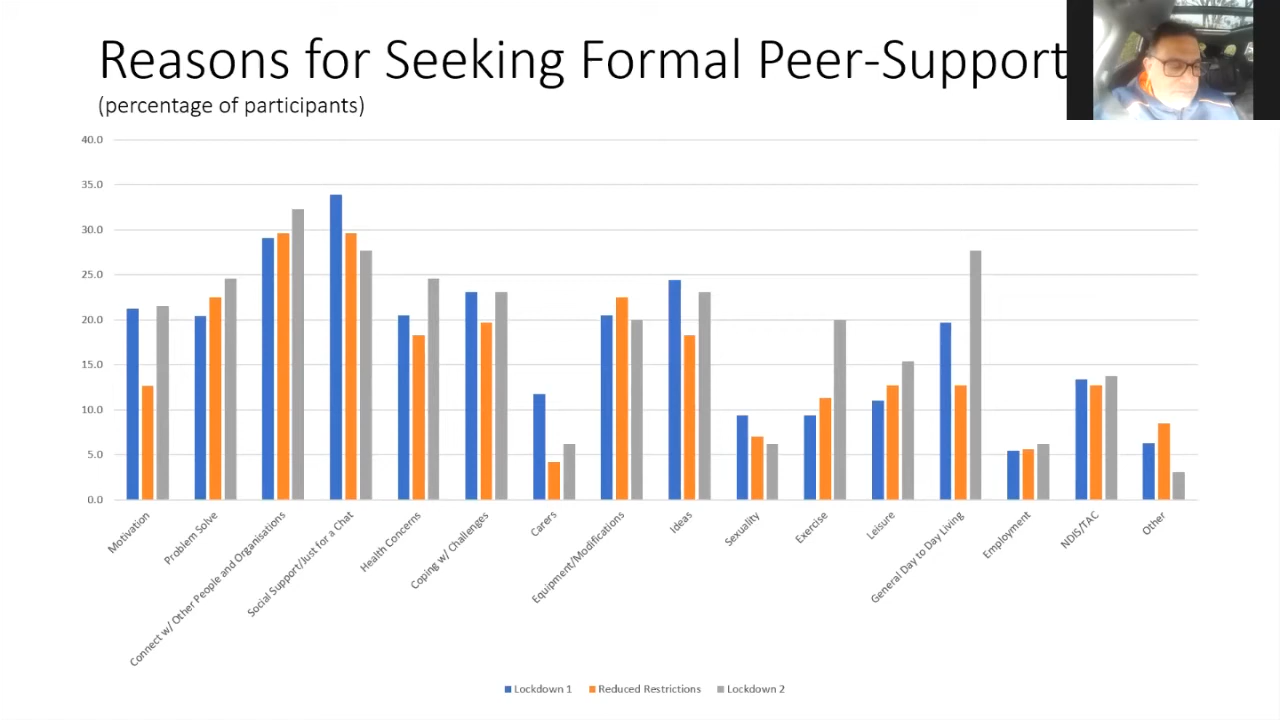 Reasons for Seeking Formal Peer-Support
(percentage of participants)
40.0
35.0
30.0
25.0
20.0
15.0
10.0
5.0
0.0
Motivation
Problem Solve
Connect w/ Other People and Organisations
Social Support/Just for a Chat
Health Concerns
Coping w/ Challenges
Carers
Equipment/Modifications
Ideas
Sexuality
Exercise
Leisure
General Day to Day Living
Employment
NDIS/TAC
Other
Lockdown 1 Reduced Restrictions Lockdown 2